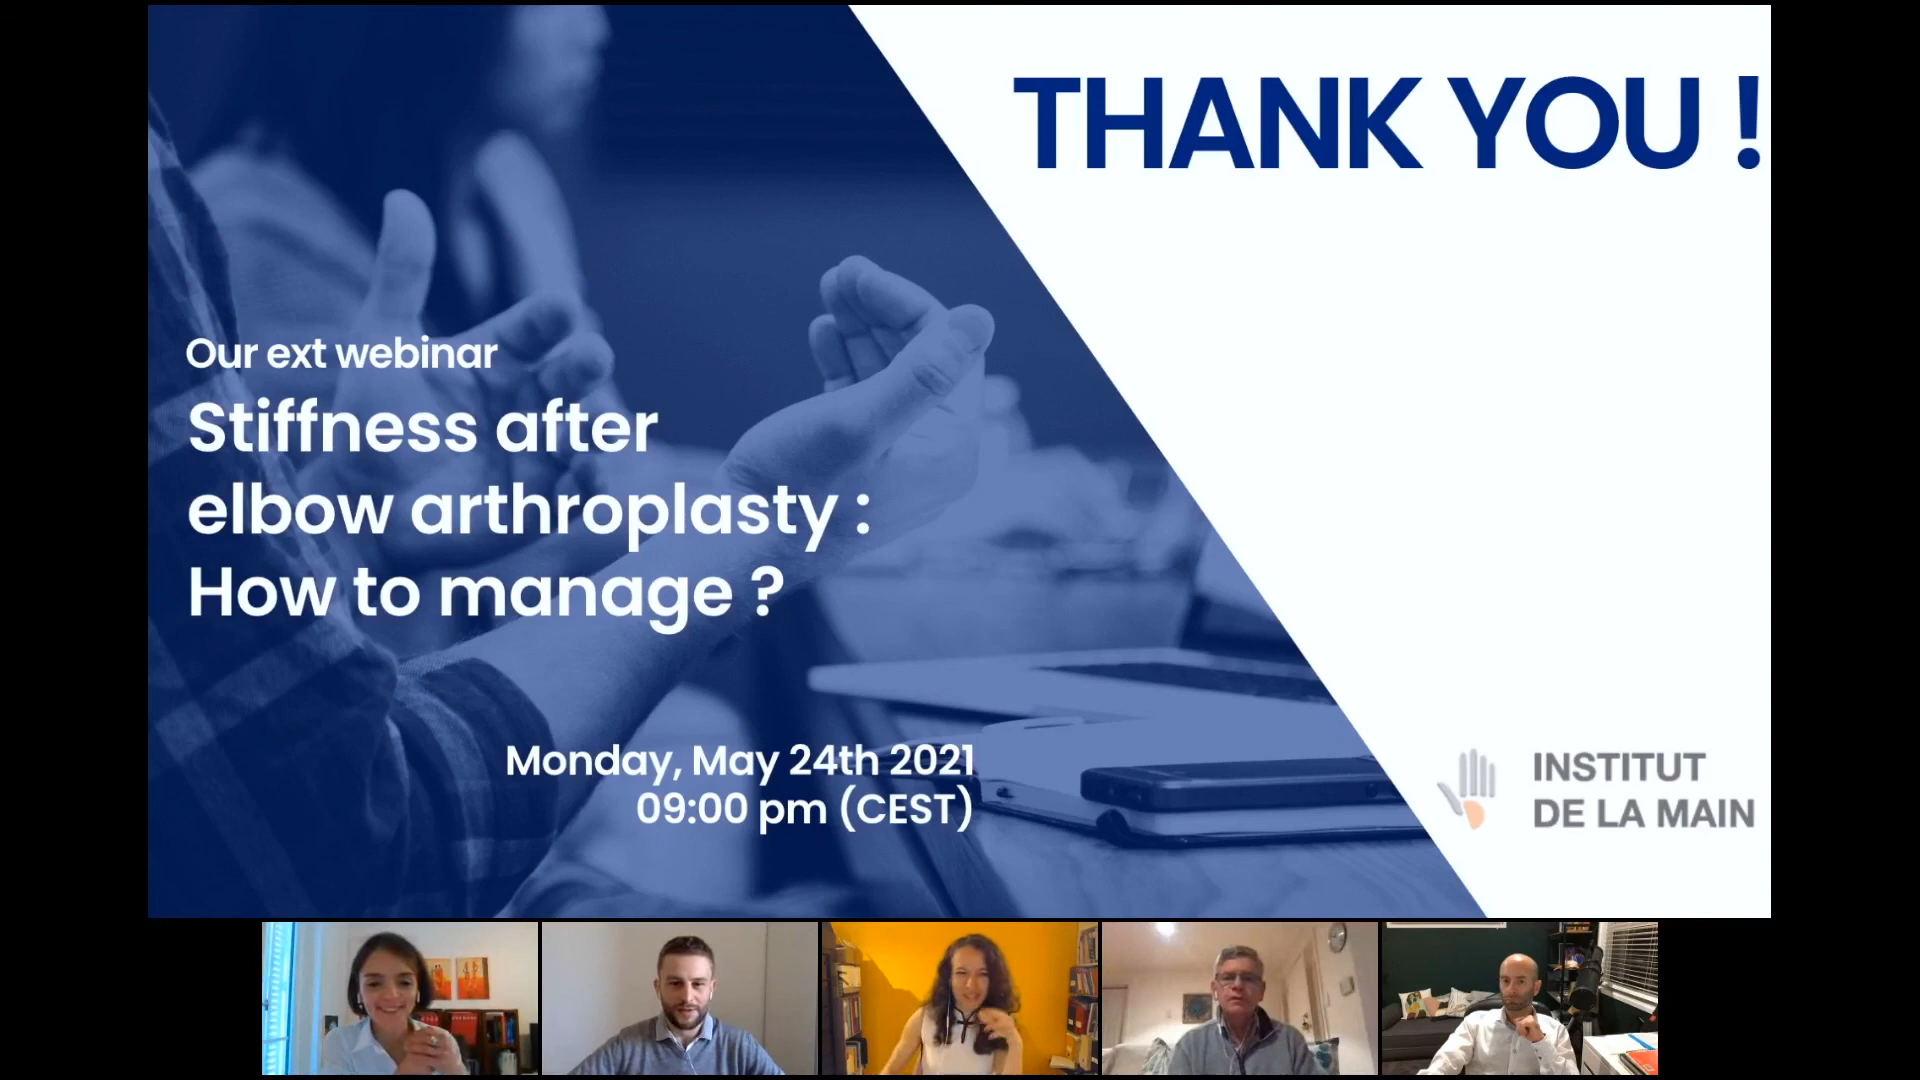 THANK YOU !
Our ext webinar
Stiffness after
elbow arthroplasty :
How to manage ?
Monday, May 24th 2021
09:00 pm (CEST)
INSTITUT
DE LA MAIN